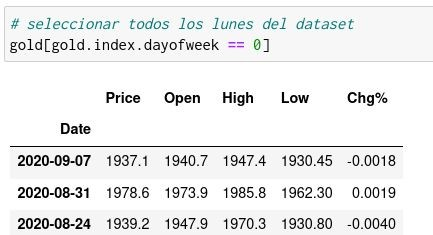 # seleccionar todos los lunes del dataset
gold[gold.index.dayofweek == 0]
Price Open High Low Chg%
Date
2020-09-07 1937.1 1940.7 1947.4 1930.45 -0.0018
2020-08-31 1978.6 1973.9 1985.8 1962.30 0.0019
2020-08-24 1939.2 1947.9 1970.3 1930.80 -0.0040